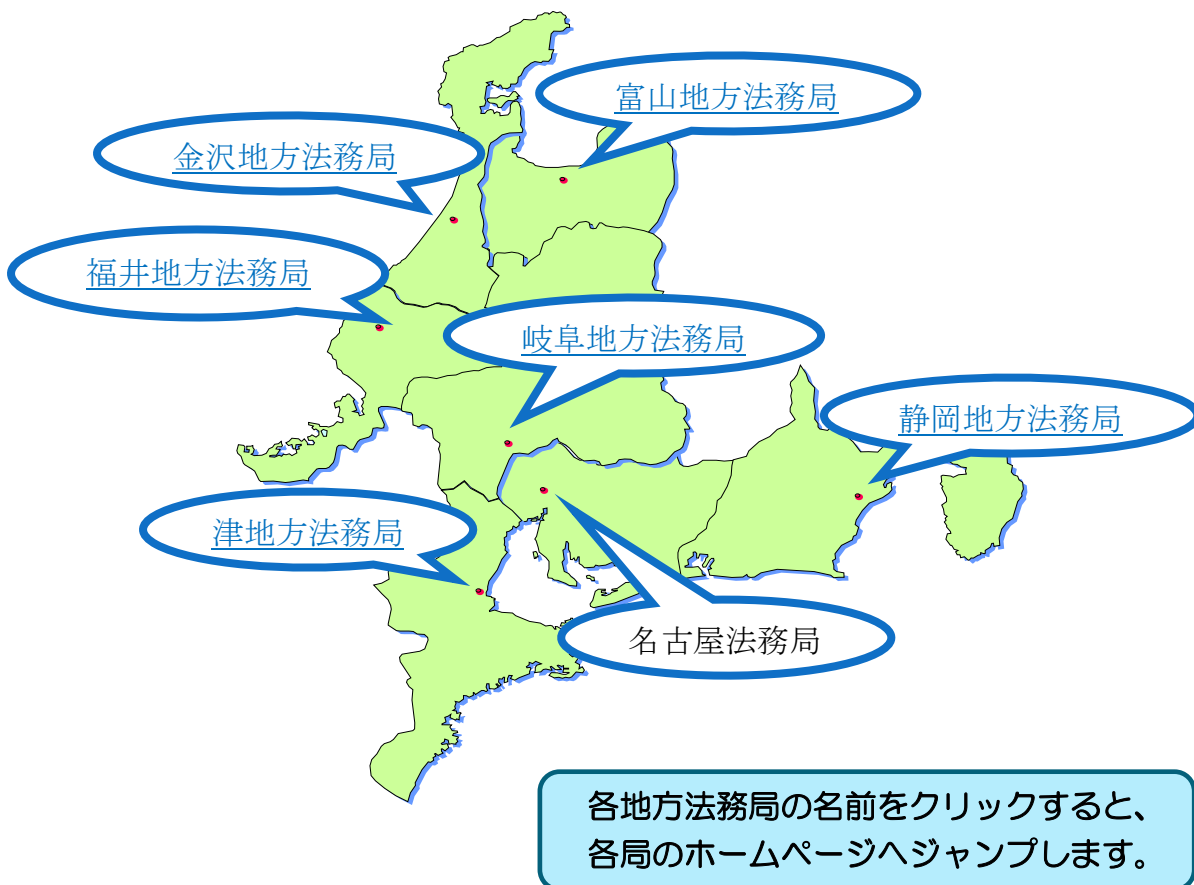 富山地方法務局
金沢地方法務局
福井地方法務局
岐阜地方法務局
静岡地方法務局
津地方法務局
名古屋法務局
各地方法務局の名前をクリックすると、
各局のホームページへジャンプします。